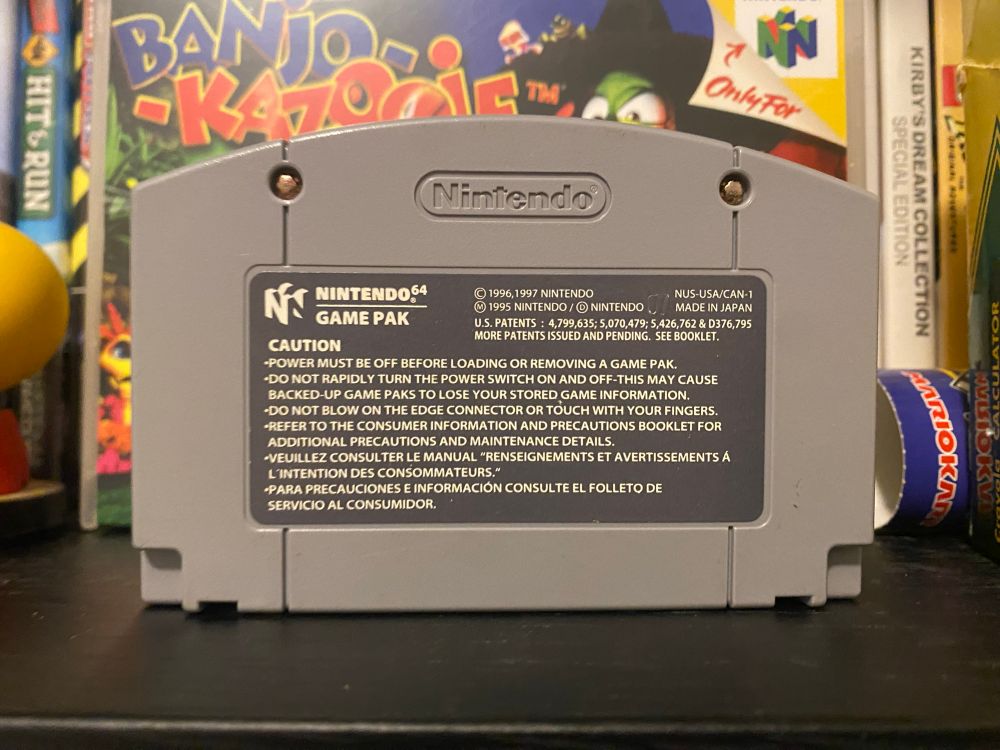 BANJO-
-KAZOOIE™
Only For
HIT & RUN
KIRBY'S DREAM COLLECTION
SPECIAL EDITION
Nintendo®
NINTENDO64®
GAME PAK
© 1996,1997 NINTENDO
Ⓜ 1995 NINTENDO / Ⓓ NINTENDO
NUS-USA/CAN-1
MADE IN JAPAN
U.S. PATENTS : 4,799,635; 5,070,479; 5,426,762 & D376,795
MORE PATENTS ISSUED AND PENDING. SEE BOOKLET.
CAUTION
•POWER MUST BE OFF BEFORE LOADING OR REMOVING A GAME PAK.
•DO NOT RAPIDLY TURN THE POWER SWITCH ON AND OFF-THIS MAY CAUSE
BACKED-UP GAME PAKS TO LOSE YOUR STORED GAME INFORMATION.
•DO NOT BLOW ON THE EDGE CONNECTOR OR TOUCH WITH YOUR FINGERS.
•REFER TO THE CONSUMER INFORMATION AND PRECAUTIONS BOOKLET FOR
ADDITIONAL PRECAUTIONS AND MAINTENANCE DETAILS.
•VEUILLEZ CONSULTER LE MANUAL "RENSEIGNEMENTS ET AVERTISSEMENTS Á
L'INTENTION DES CONSOMMATEURS."
•PARA PRECAUCIONES E INFORMACIÓN CONSULTE EL FOLLETO DE
SERVICIO AL CONSUMIDOR.
MARIOKAR